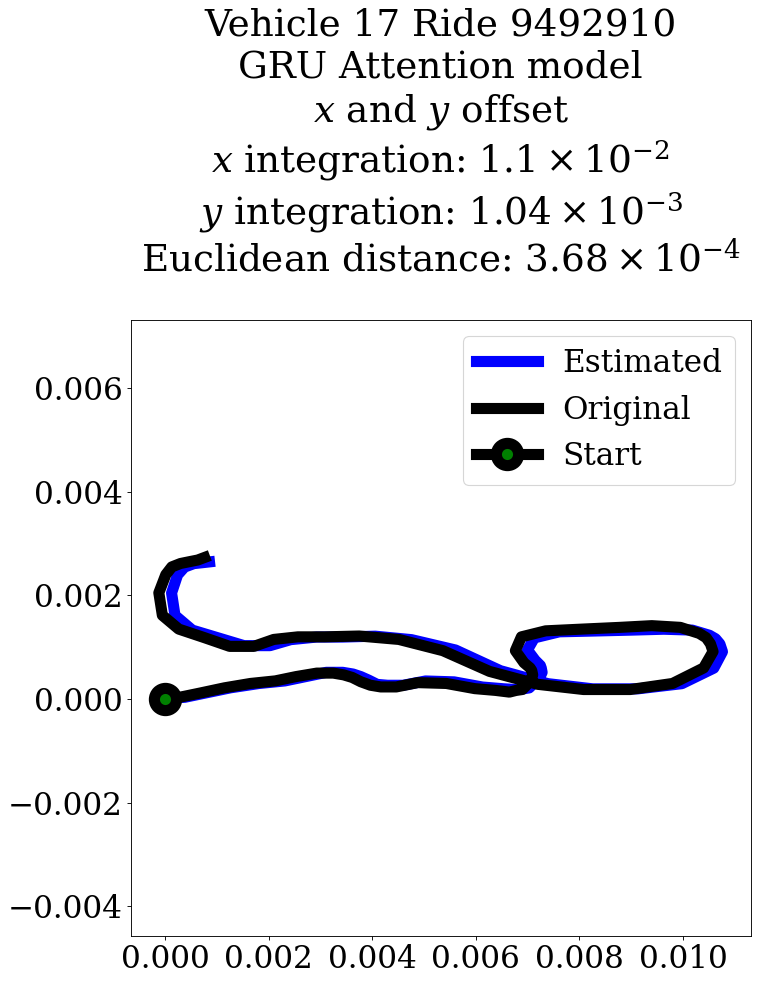 Vehicle 17 Ride 9492910
GRU Attention model
x and y offset
x integration: 1.1 × 10⁻²
y integration: 1.04 × 10⁻³
Euclidean distance: 3.68 × 10⁻⁴
Estimated
Original
Start
0.006
0.004
0.002
0.000
−0.002
−0.004
0.000 0.002 0.004 0.006 0.008 0.010